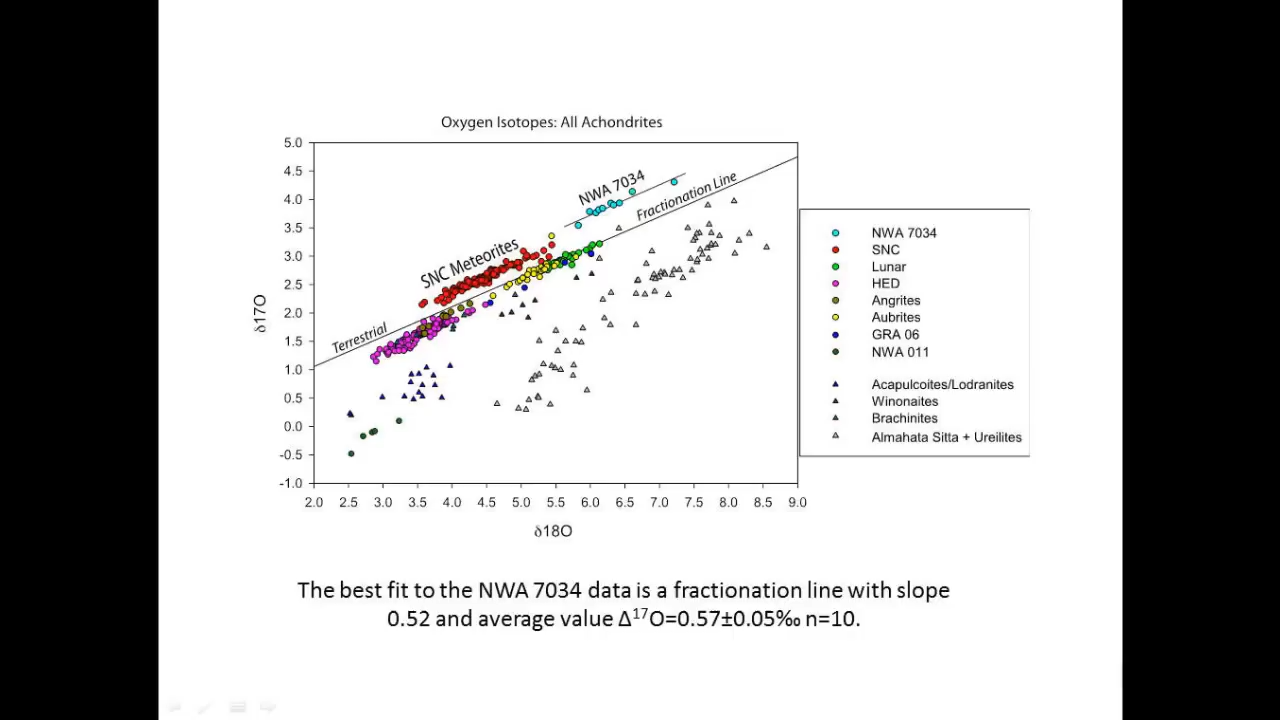 Oxygen Isotopes: All Achondrites
5.0
4.5
4.0
3.5
3.0
2.5
2.0
1.5
1.0
0.5
0.0
-0.5
-1.0
δ17O
2.0 2.5 3.0 3.5 4.0 4.5 5.0 5.5 6.0 6.5 7.0 7.5 8.0 8.5 9.0
δ18O
NWA 7034
Fractionation Line
SNC Meteorites
Terrestrial
NWA 7034
SNC
Lunar
HED
Angrites
Aubrites
GRA 06
NWA 011
Acapulcoites/Lodranites
Winonaites
Brachinites
Almahata Sitta + Ureilites
The best fit to the NWA 7034 data is a fractionation line with slope
0.52 and average value Δ¹⁷O=0.57±0.05‰ n=10.